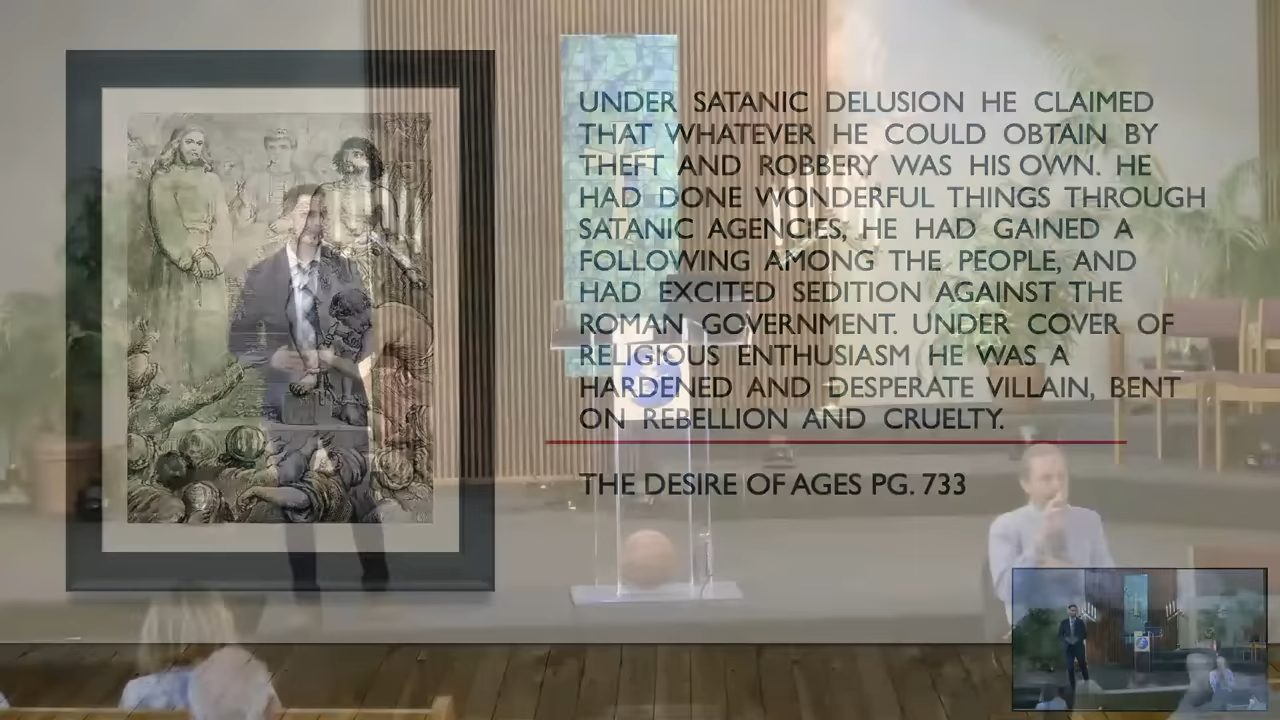 UNDER SATANIC DELUSION HE CLAIMED
THAT WHATEVER HE COULD OBTAIN BY
THEFT AND ROBBERY WAS HIS OWN. HE
HAD DONE WONDERFUL THINGS THROUGH
SATANIC AGENCIES, HE HAD GAINED A
FOLLOWING AMONG THE PEOPLE, AND
HAD EXCITED SEDITION AGAINST THE
ROMAN GOVERNMENT. UNDER COVER OF
RELIGIOUS ENTHUSIASM HE WAS A
HARDENED AND DESPERATE VILLAIN, BENT
ON REBELLION AND CRUELTY.
THE DESIRE OF AGES PG. 733